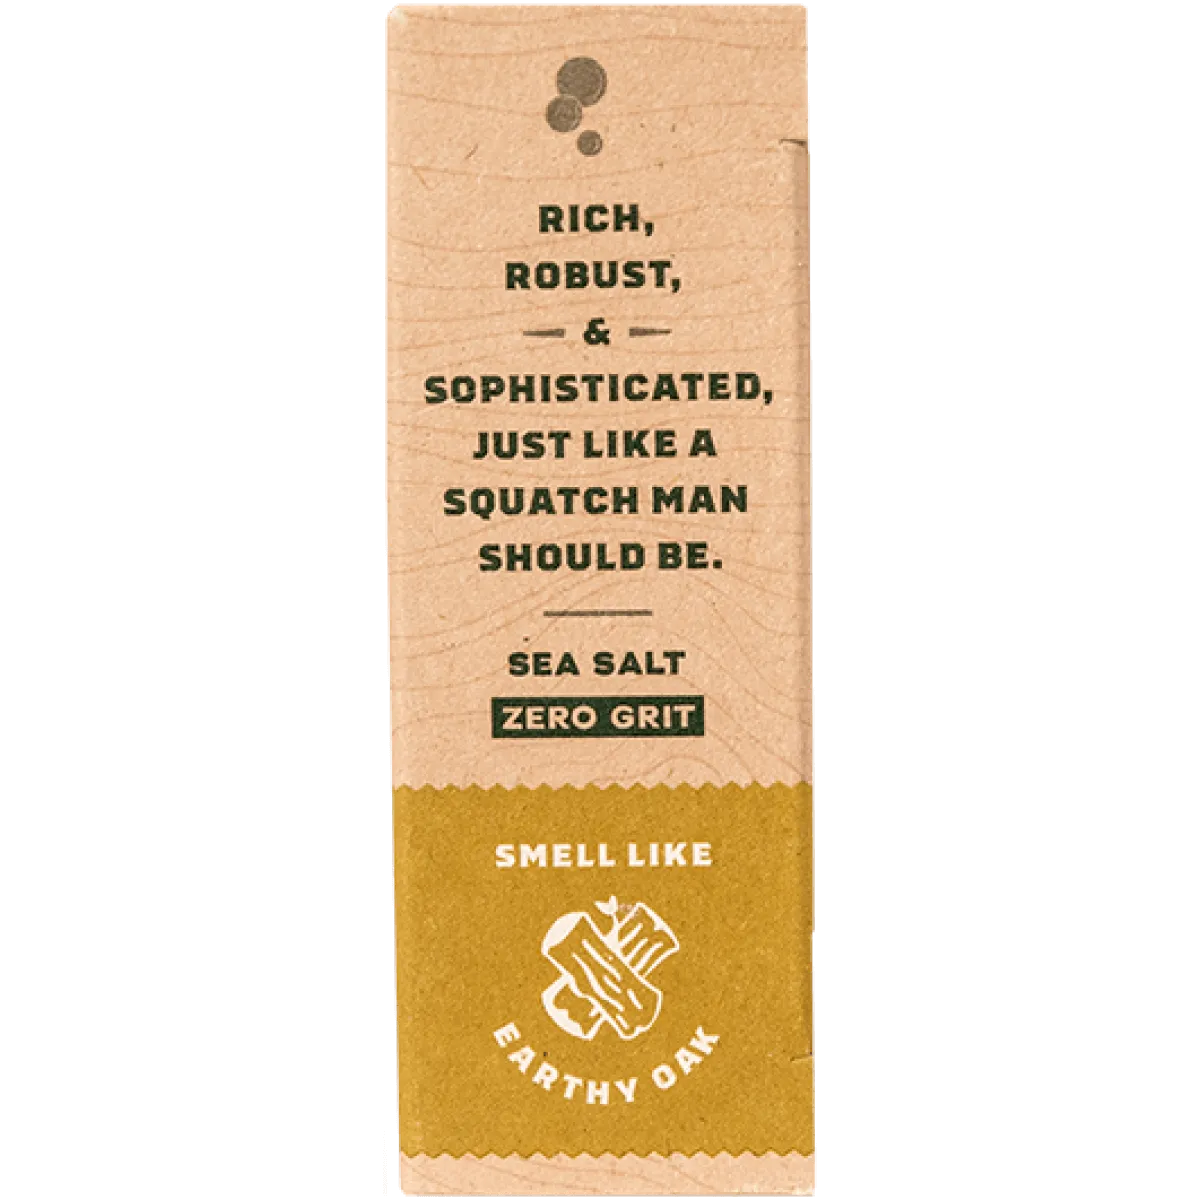 RICH,
ROBUST,
&
SOPHISTICATED,
JUST LIKE A
SQUATCH MAN
SHOULD BE.
SEA SALT
ZERO GRIT
SMELL LIKE
EARTHY OAK